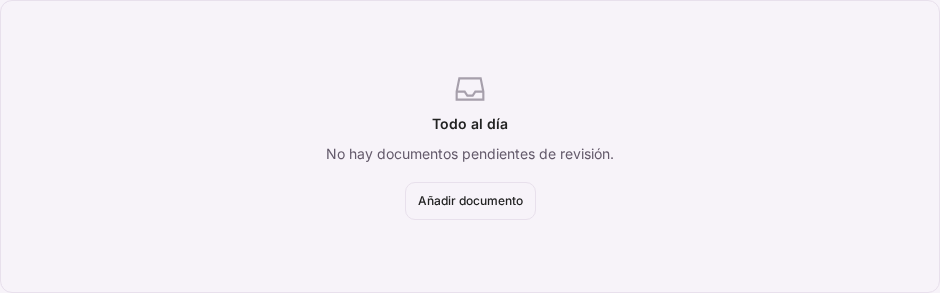 Todo al día
No hay documentos pendientes de revisión.
Añadir documento